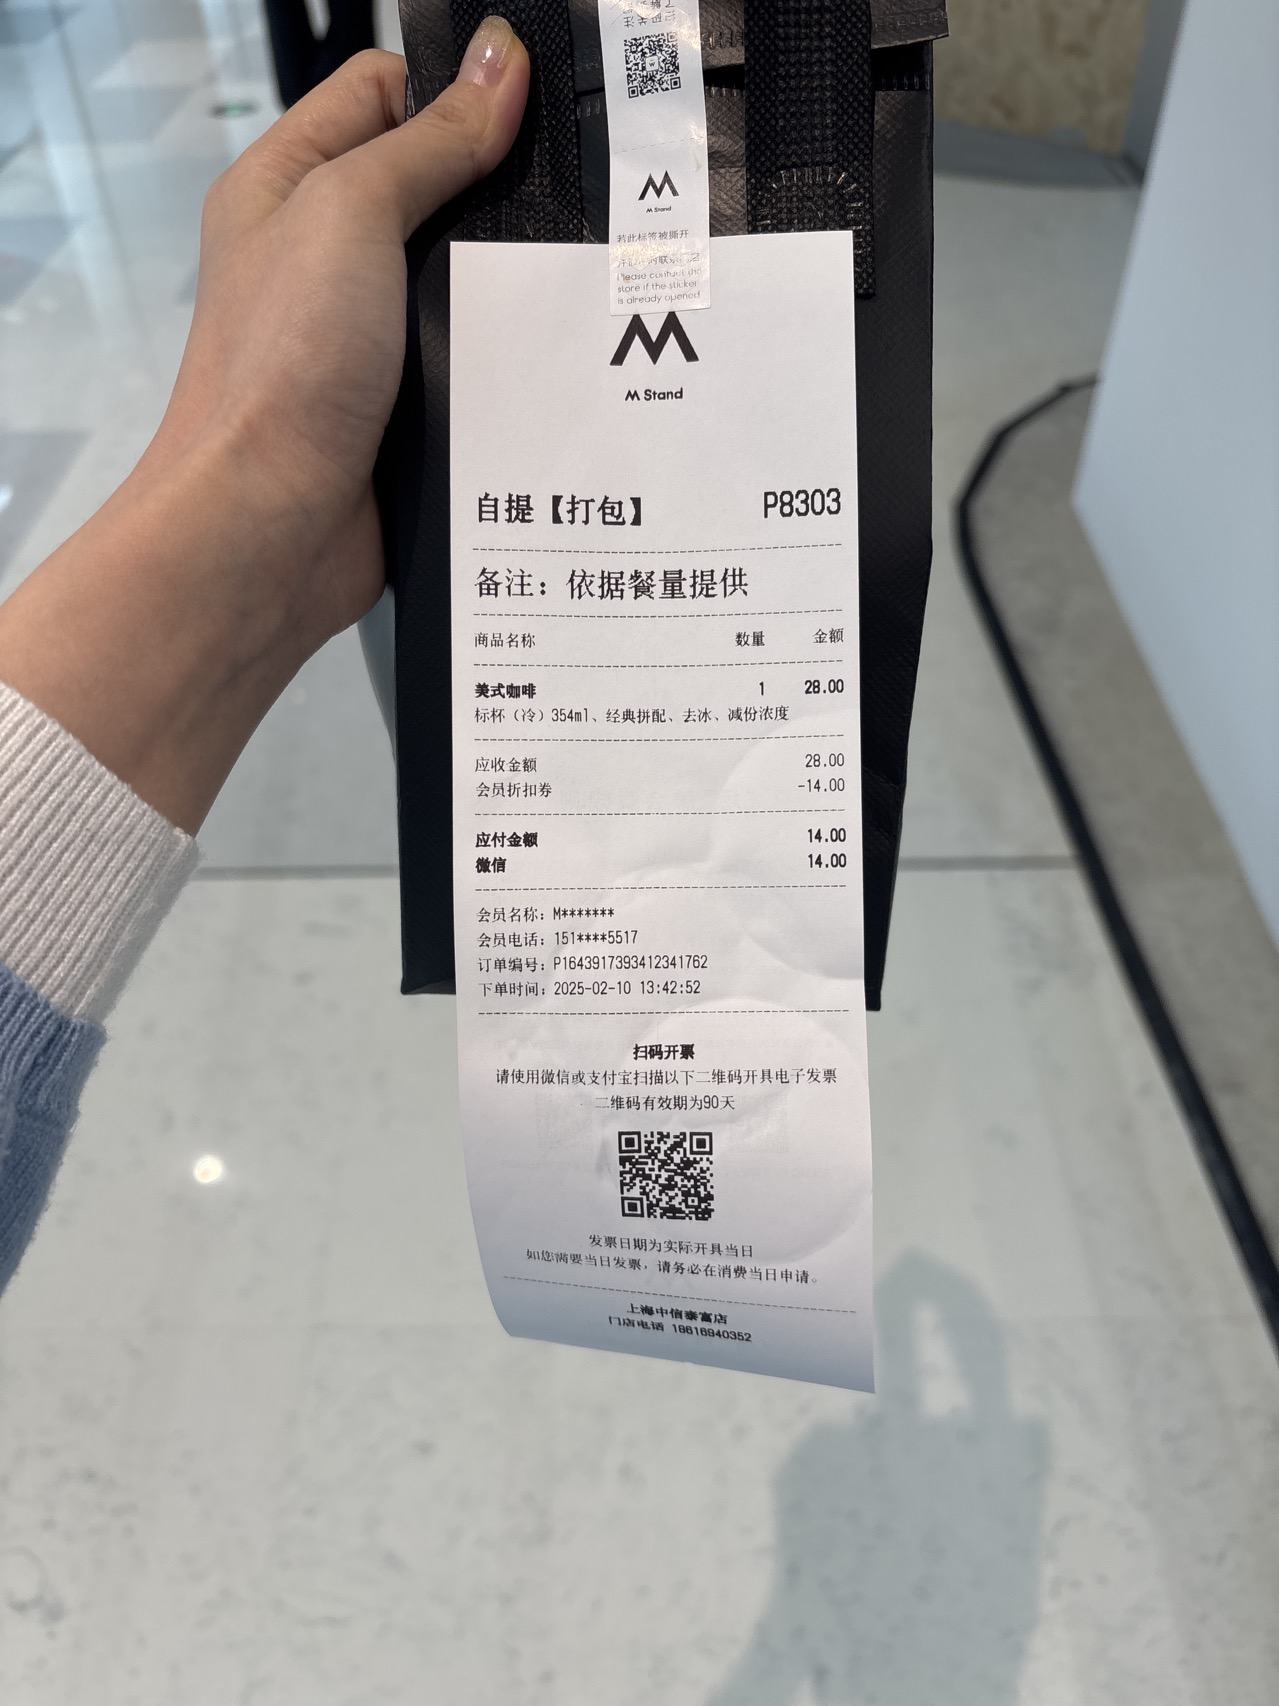 M Stand
若此标签被撕开
Please contact the
store if the sticker
is already opened
M Stand
自提【打包】 P8303
备注：依据餐量提供
商品名称 数量 金额
美式咖啡 1 28.00
标杯（冷）354ml、经典拼配、去冰、减份浓度
应收金额 28.00
会员折扣券 -14.00
应付金额 14.00
微信 14.00
会员名称：M*******
会员电话：151****5517
订单编号：P1643917393412341762
下单时间：2025-02-10 13:42:52
扫码开票
请使用微信或支付宝扫描以下二维码开具电子发票
二维码有效期为90天
发票日期为实际开具当日
如您需要当日发票，请务必在消费当日申请。
上海中信泰富店
门店电话 18616940352